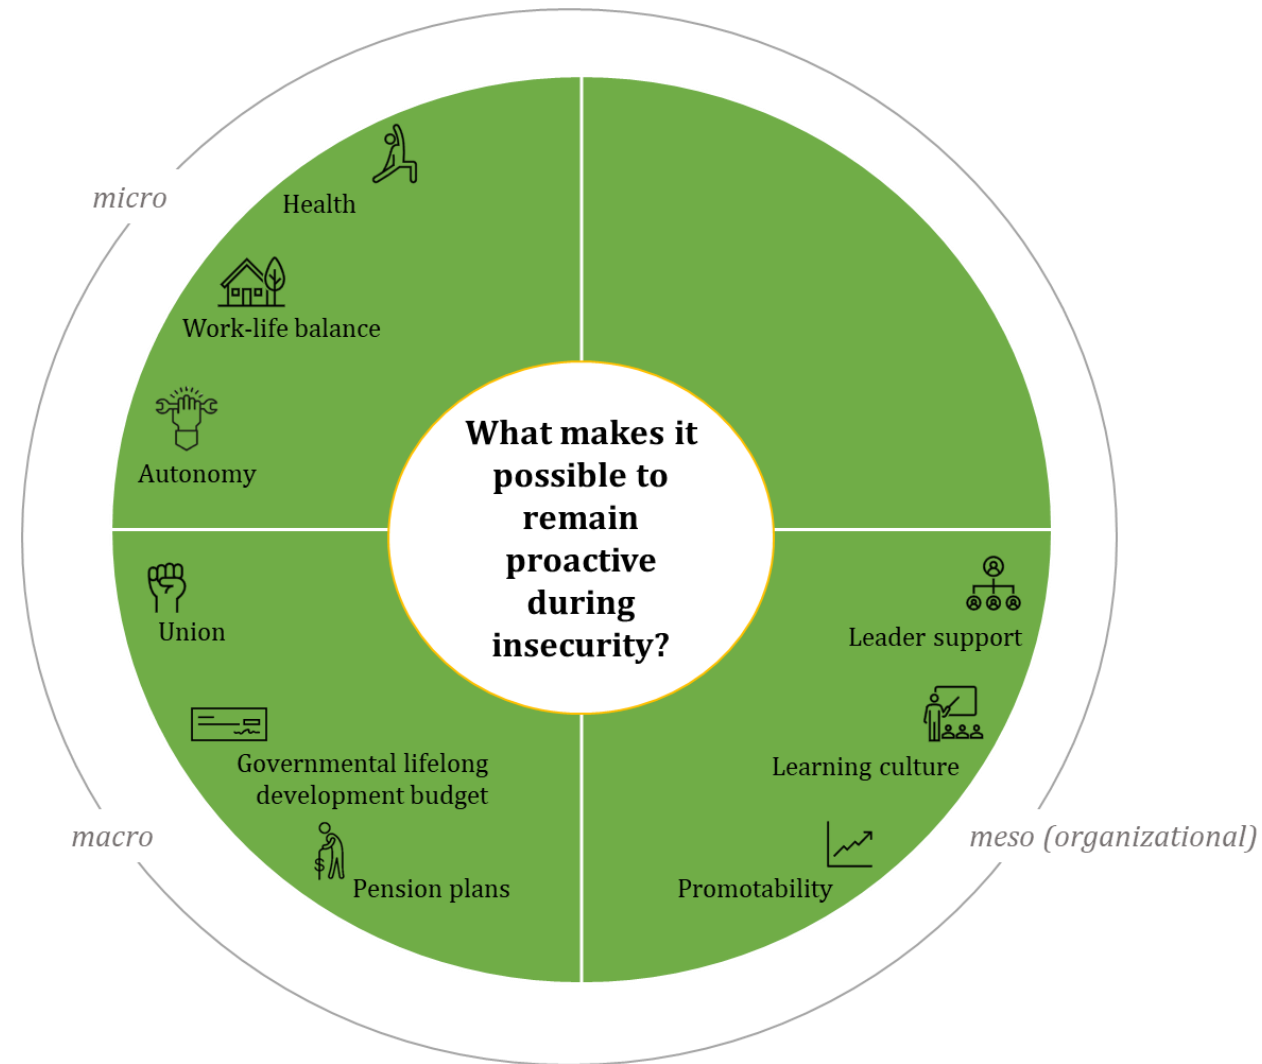 micro
Health
Work-life balance
Autonomy
What makes it
possible to
remain
proactive
during
insecurity?
Union
Governmental lifelong
development budget
Pension plans
macro
Leader support
Learning culture
Promotability
meso (organizational)
$